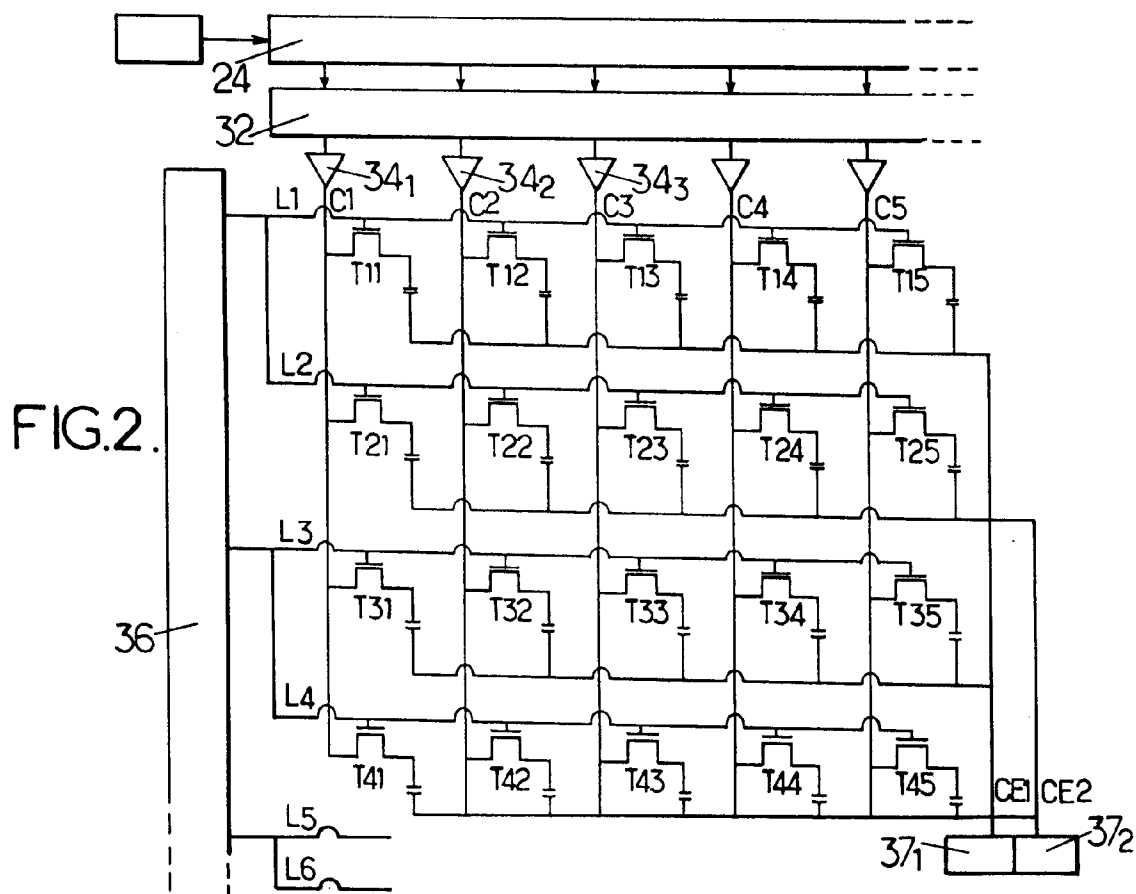 24
32
34₁ 34₂ 34₃
L1 C1 C2 C3 C4 C5
T11 T12 T13 T14 T15
L2
FIG.2. T21 T22 T23 T24 T25
L3
36 T31 T32 T33 T34 T35
L4
T41 T42 T43 T44 T45 CE1 CE2
L5
37₁ 37₂
L6